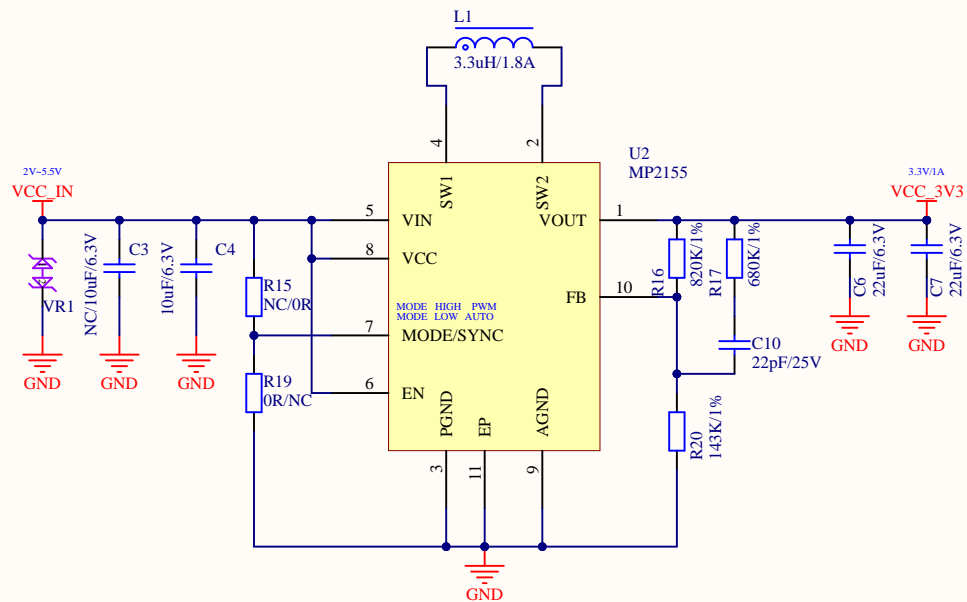 L1
3.3uH/1.8A
4
2
SW1
SW2
U2
MP2155
2V~5.5V
VCC_IN
3.3V/1A
VCC_3V3
5
VIN
VOUT
1
8
VCC
C3
NC/10uF/6.3V
C4
10uF/6.3V
VR1
R15
NC/0R
R16
820K/1%
R17
680K/1%
C6
22uF/6.3V
C7
22uF/6.3V
FB
10
MODE HIGH PWM
MODE LOW AUTO
7
MODE/SYNC
C10
22pF/25V
GND
GND
GND
GND
GND
R19
0R/NC
6
EN
PGND
EP
AGND
R20
143K/1%
3
11
9
GND